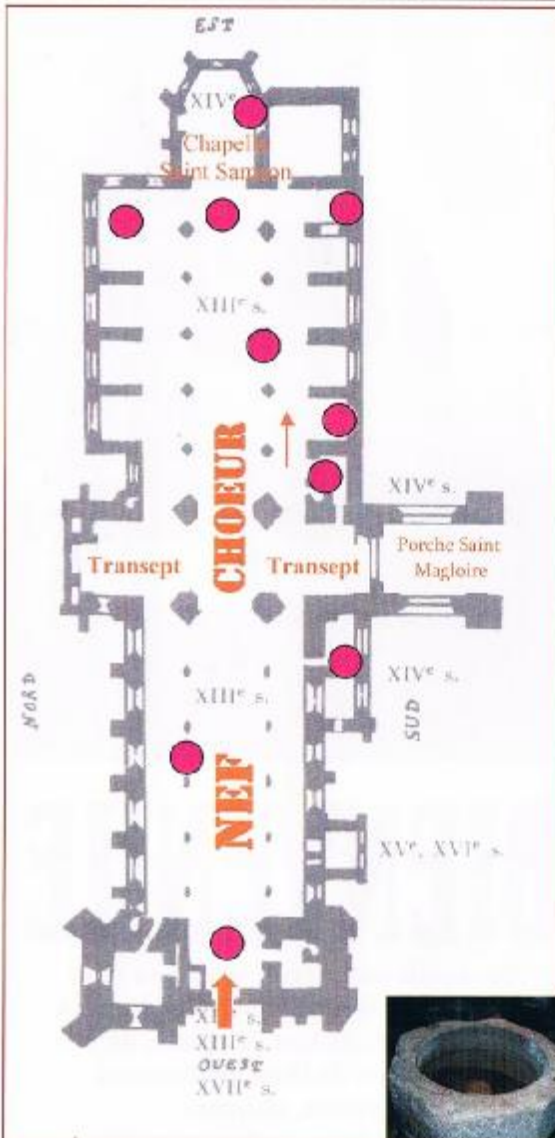 EST
XIVe
Chapelle
Saint Samson
XIIIe s.
CHOEUR
XIVe s.
Transept
Transept
Porche Saint
Magloire
NORD
XIIIe s.
XIVe s.
SUD
NEF
XVe, XVIe s.
XIIIe s.
OUEST
XVIIe s.